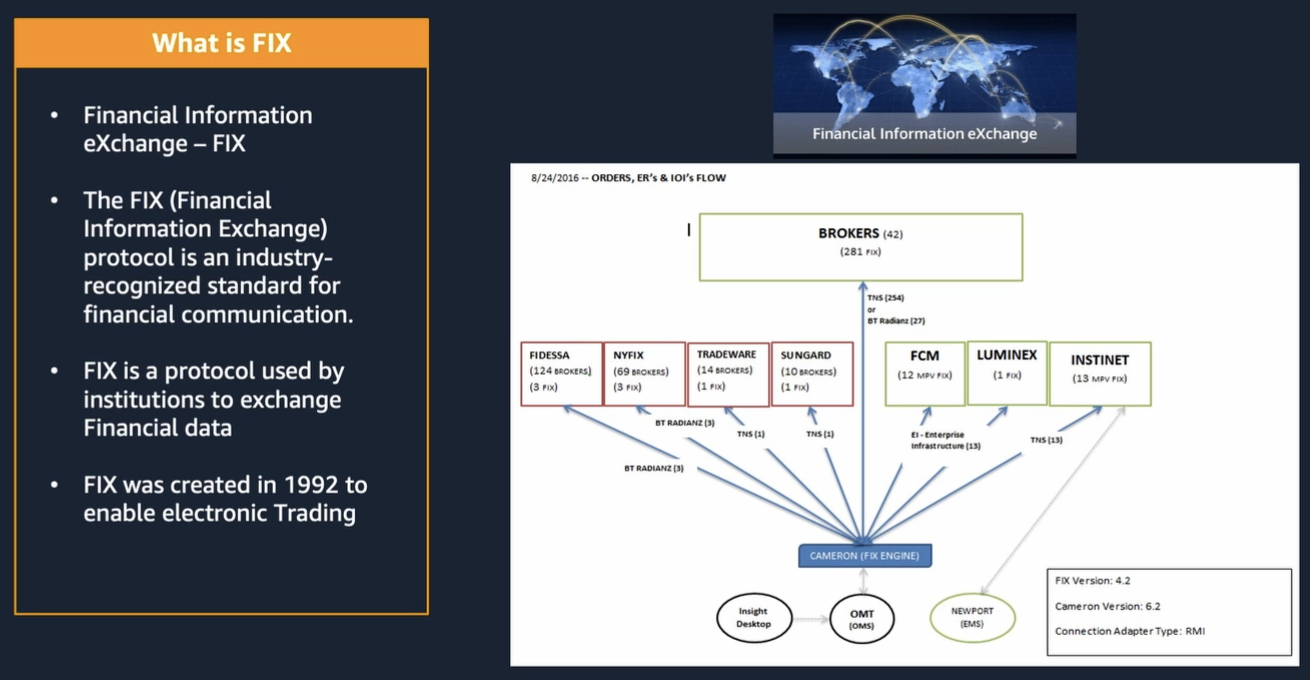 What is FIX
• Financial Information
eXchange – FIX
• The FIX (Financial
Information Exchange)
protocol is an industry-
recognized standard for
financial communication.
• FIX is a protocol used by
institutions to exchange
Financial data
• FIX was created in 1992 to
enable electronic Trading
Financial Information eXchange
8/24/2016 -- ORDERS, ER's & IOI's FLOW
I
BROKERS (42)
(281 FIX)
TNS (254)
or
BT Radianz (27)
FIDESSA
(124 BROKERS)
(3 FIX)
NYFIX
(69 BROKERS)
(3 FIX)
TRADEWARE
(14 BROKERS)
(1 FIX)
SUNGARD
(10 BROKERS)
(1 FIX)
FCM
(12 MPV FIX)
LUMINEX
(1 FIX)
INSTINET
(13 MPV FIX)
BT RADIANZ (3)
TNS (1)
TNS (1)
EI - Enterprise
Infrastructure (13)
TNS (13)
BT RADIANZ (3)
CAMERON (FIX ENGINE)
Insight
Desktop
OMT
(OMS)
NEWPORT
(EMS)
FIX Version: 4.2
Cameron Version: 6.2
Connection Adapter Type: RMI